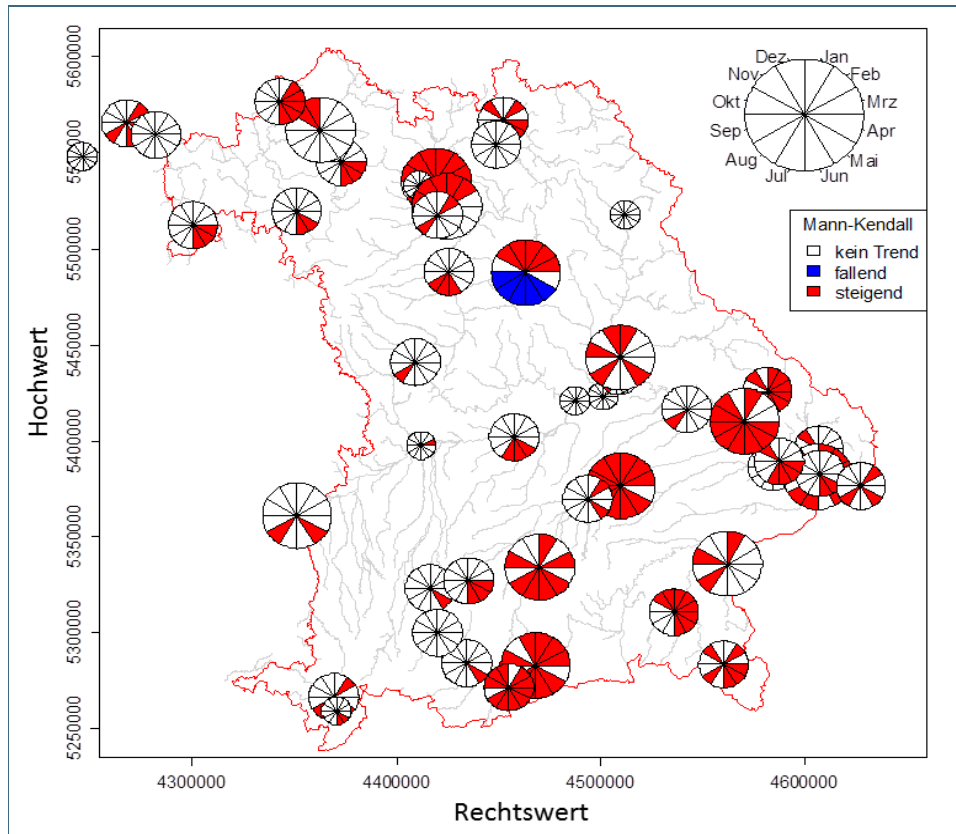 5600000
5550000
5500000
5450000
5400000
5350000
5300000
5250000
Hochwert
Dez Jan
Nov Feb
Okt Mrz
Sep Apr
Aug Mai
Jul Jun
Mann-Kendall
kein Trend
fallend
steigend
4300000 4400000 4500000 4600000
Rechtswert